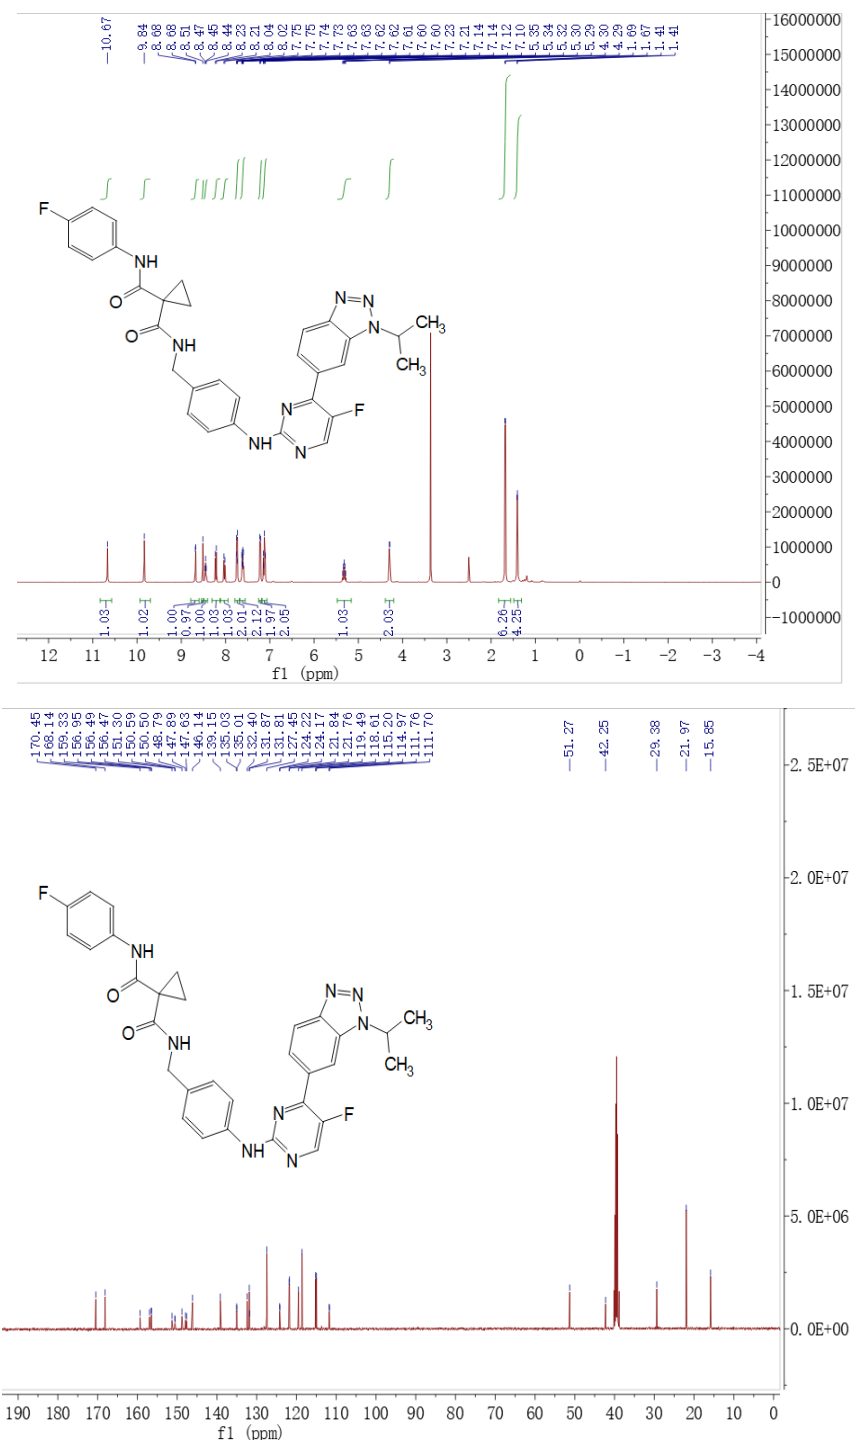 10.67
9.84
8.68
8.68
8.51
8.47
8.45
8.44
8.23
8.21
8.04
8.02
7.75
7.75
7.74
7.73
7.63
7.63
7.62
7.62
7.61
7.60
7.60
7.23
7.21
7.14
7.14
7.12
7.10
5.35
5.34
5.32
5.30
5.29
4.30
4.29
1.69
1.67
1.41
1.41
16000000
15000000
14000000
13000000
12000000
11000000
10000000
9000000
8000000
7000000
6000000
5000000
4000000
3000000
2000000
1000000
0
-1000000
F
NH
O
O
NH
N
N
N
CH3
CH3
N
F
NH
N
1.03
1.02
1.00
0.97
1.00
1.03
1.03
2.01
2.12
1.97
2.05
1.03
2.03
6.26
4.25
12 11 10 9 8 7 6 5 4 3 2 1 0 -1 -2 -3 -4
f1 (ppm)
170.45
168.14
159.33
156.95
156.49
156.47
151.30
150.59
150.50
148.79
147.89
147.63
146.14
139.15
135.03
135.01
132.40
131.87
131.81
127.45
124.22
124.17
121.84
121.76
119.49
118.61
115.20
114.97
111.76
111.70
51.27
42.25
29.38
21.97
15.85
2.5E+07
2.0E+07
1.5E+07
1.0E+07
5.0E+06
0.0E+00
F
NH
O
O
NH
N
N
N
CH3
CH3
N
F
NH
N
190 180 170 160 150 140 130 120 110 100 90 80 70 60 50 40 30 20 10 0
f1 (ppm)